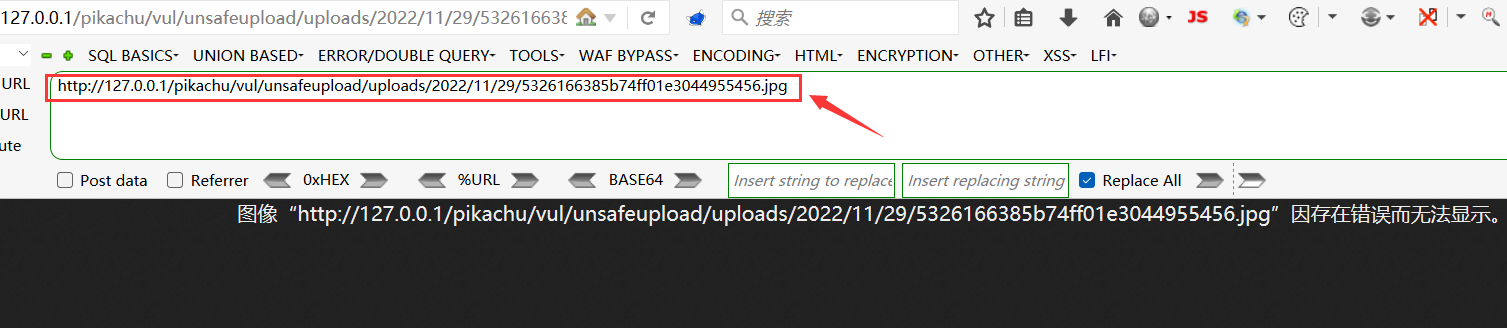 127.0.0.1/pikachu/vul/unsafeupload/uploads/2022/11/29/532616638 搜索 JS
SQL BASICS UNION BASED ERROR/DOUBLE QUERY TOOLS WAF BYPASS ENCODING HTML ENCRYPTION OTHER XSS LFI
URL http://127.0.0.1/pikachu/vul/unsafeupload/uploads/2022/11/29/5326166385b74ff01e3044955456.jpg
URL
ute
Post data Referrer 0xHEX %URL BASE64 Insert string to replace Insert replacing string Replace All
图像“http://127.0.0.1/pikachu/vul/unsafeupload/uploads/2022/11/29/5326166385b74ff01e3044955456.jpg”因存在错误而无法显示。